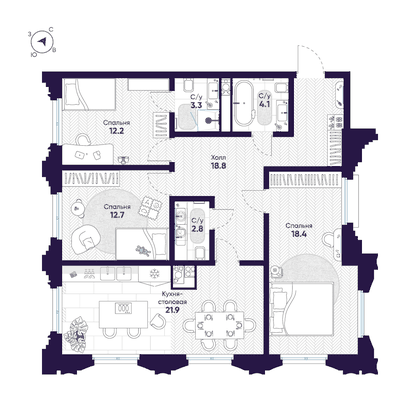 С
З
Ю
В
Спальня
12.2
С/у
3.3
С/у
4.1
Холл
18.8
Спальня
12.7
С/у
2.8
Спальня
18.4
Кухня-
столовая
21.9